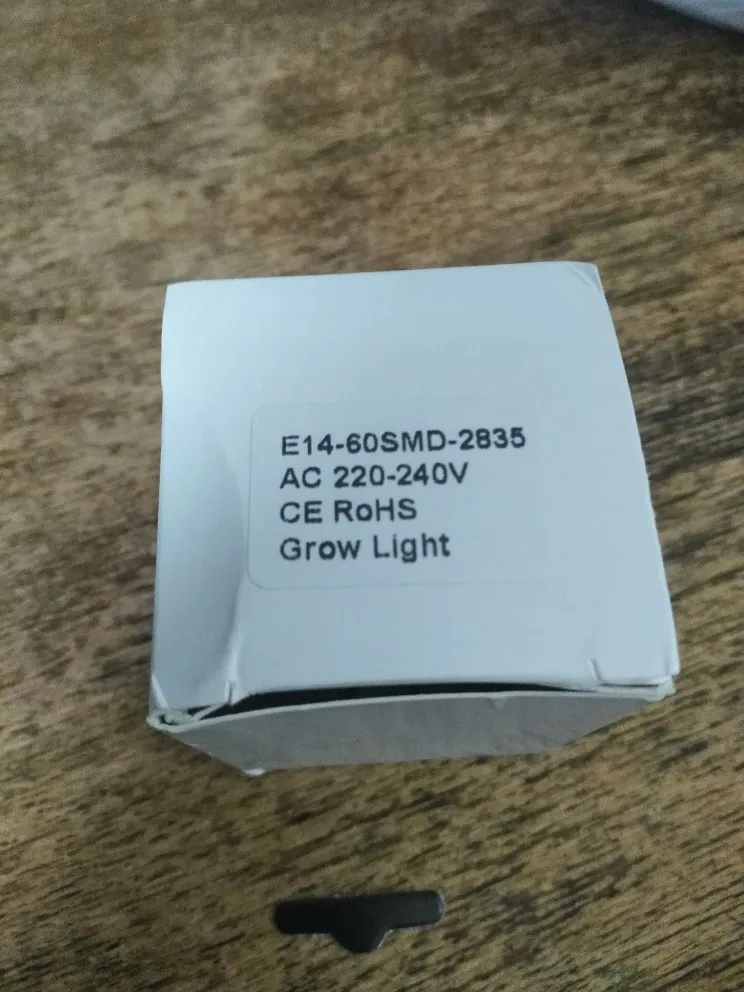 E14-60SMD-2835
AC 220-240V
CE RoHS
Grow Light